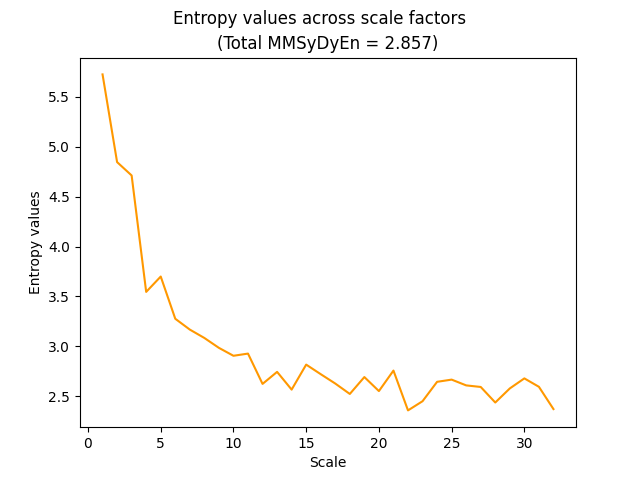 Entropy values across scale factors
(Total MMSyDyEn = 2.857)
Entropy values
5.5
5.0
4.5
4.0
3.5
3.0
2.5
0 5 10 15 20 25 30
Scale